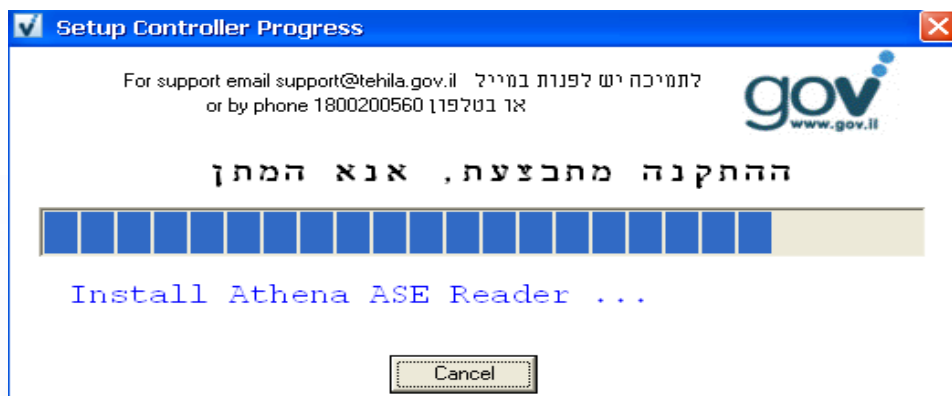 Setup Controller Progress
For support email support@tehila.gov.il לתמיכה יש לפנות במייל
or by phone 1800200560 או בטלפון
gov
www.gov.il
ההתקנה מתבצעת, אנא המתן
Install Athena ASE Reader ...
Cancel